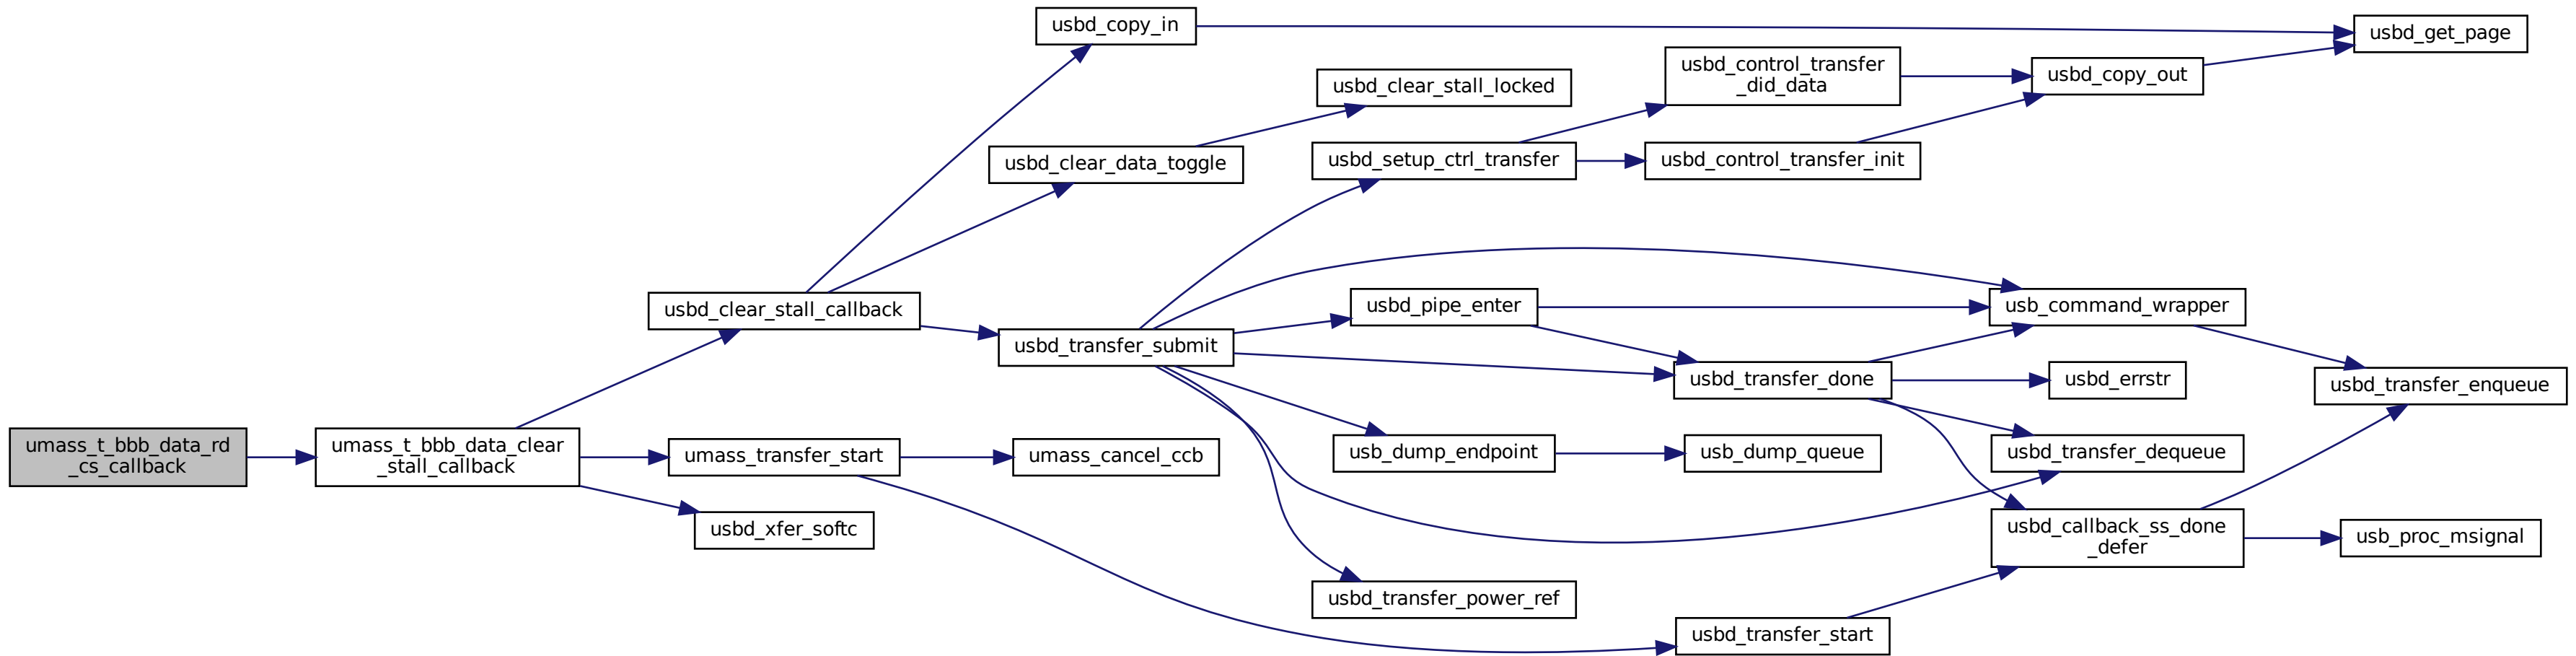 umass_t_bbb_data_rd
_cs_callback
umass_t_bbb_data_clear
_stall_callback
usbd_clear_stall_callback
umass_transfer_start
usbd_xfer_softc
usbd_copy_in
usbd_clear_data_toggle
usbd_transfer_submit
umass_cancel_ccb
usbd_clear_stall_locked
usbd_setup_ctrl_transfer
usbd_pipe_enter
usb_dump_endpoint
usbd_transfer_power_ref
usbd_control_transfer
_did_data
usbd_control_transfer_init
usbd_transfer_done
usb_dump_queue
usbd_transfer_start
usbd_copy_out
usb_command_wrapper
usbd_errstr
usbd_transfer_dequeue
usbd_callback_ss_done
_defer
usbd_get_page
usbd_transfer_enqueue
usb_proc_msignal